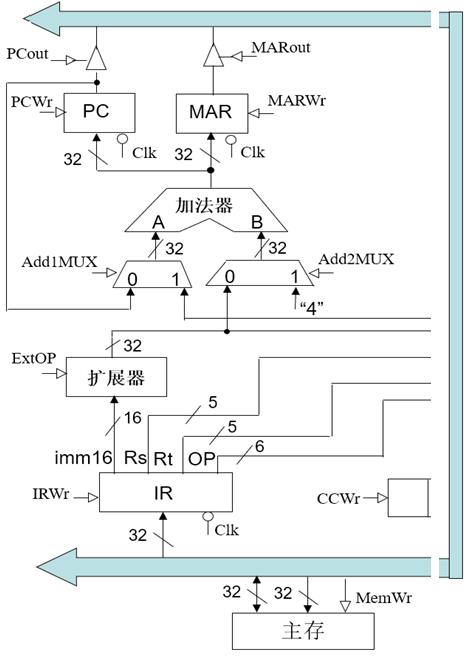 PCout
MARout
PCWr
PC
MAR
MARWr
32
Clk
32
Clk
加法器
A
B
32
32
Add1MUX
0
1
0
1
Add2MUX
“4”
32
ExtOP
扩展器
16
5
5
6
imm16
Rs
Rt
OP
IRWr
IR
CCWr
32
Clk
32
32
MemWr
主存